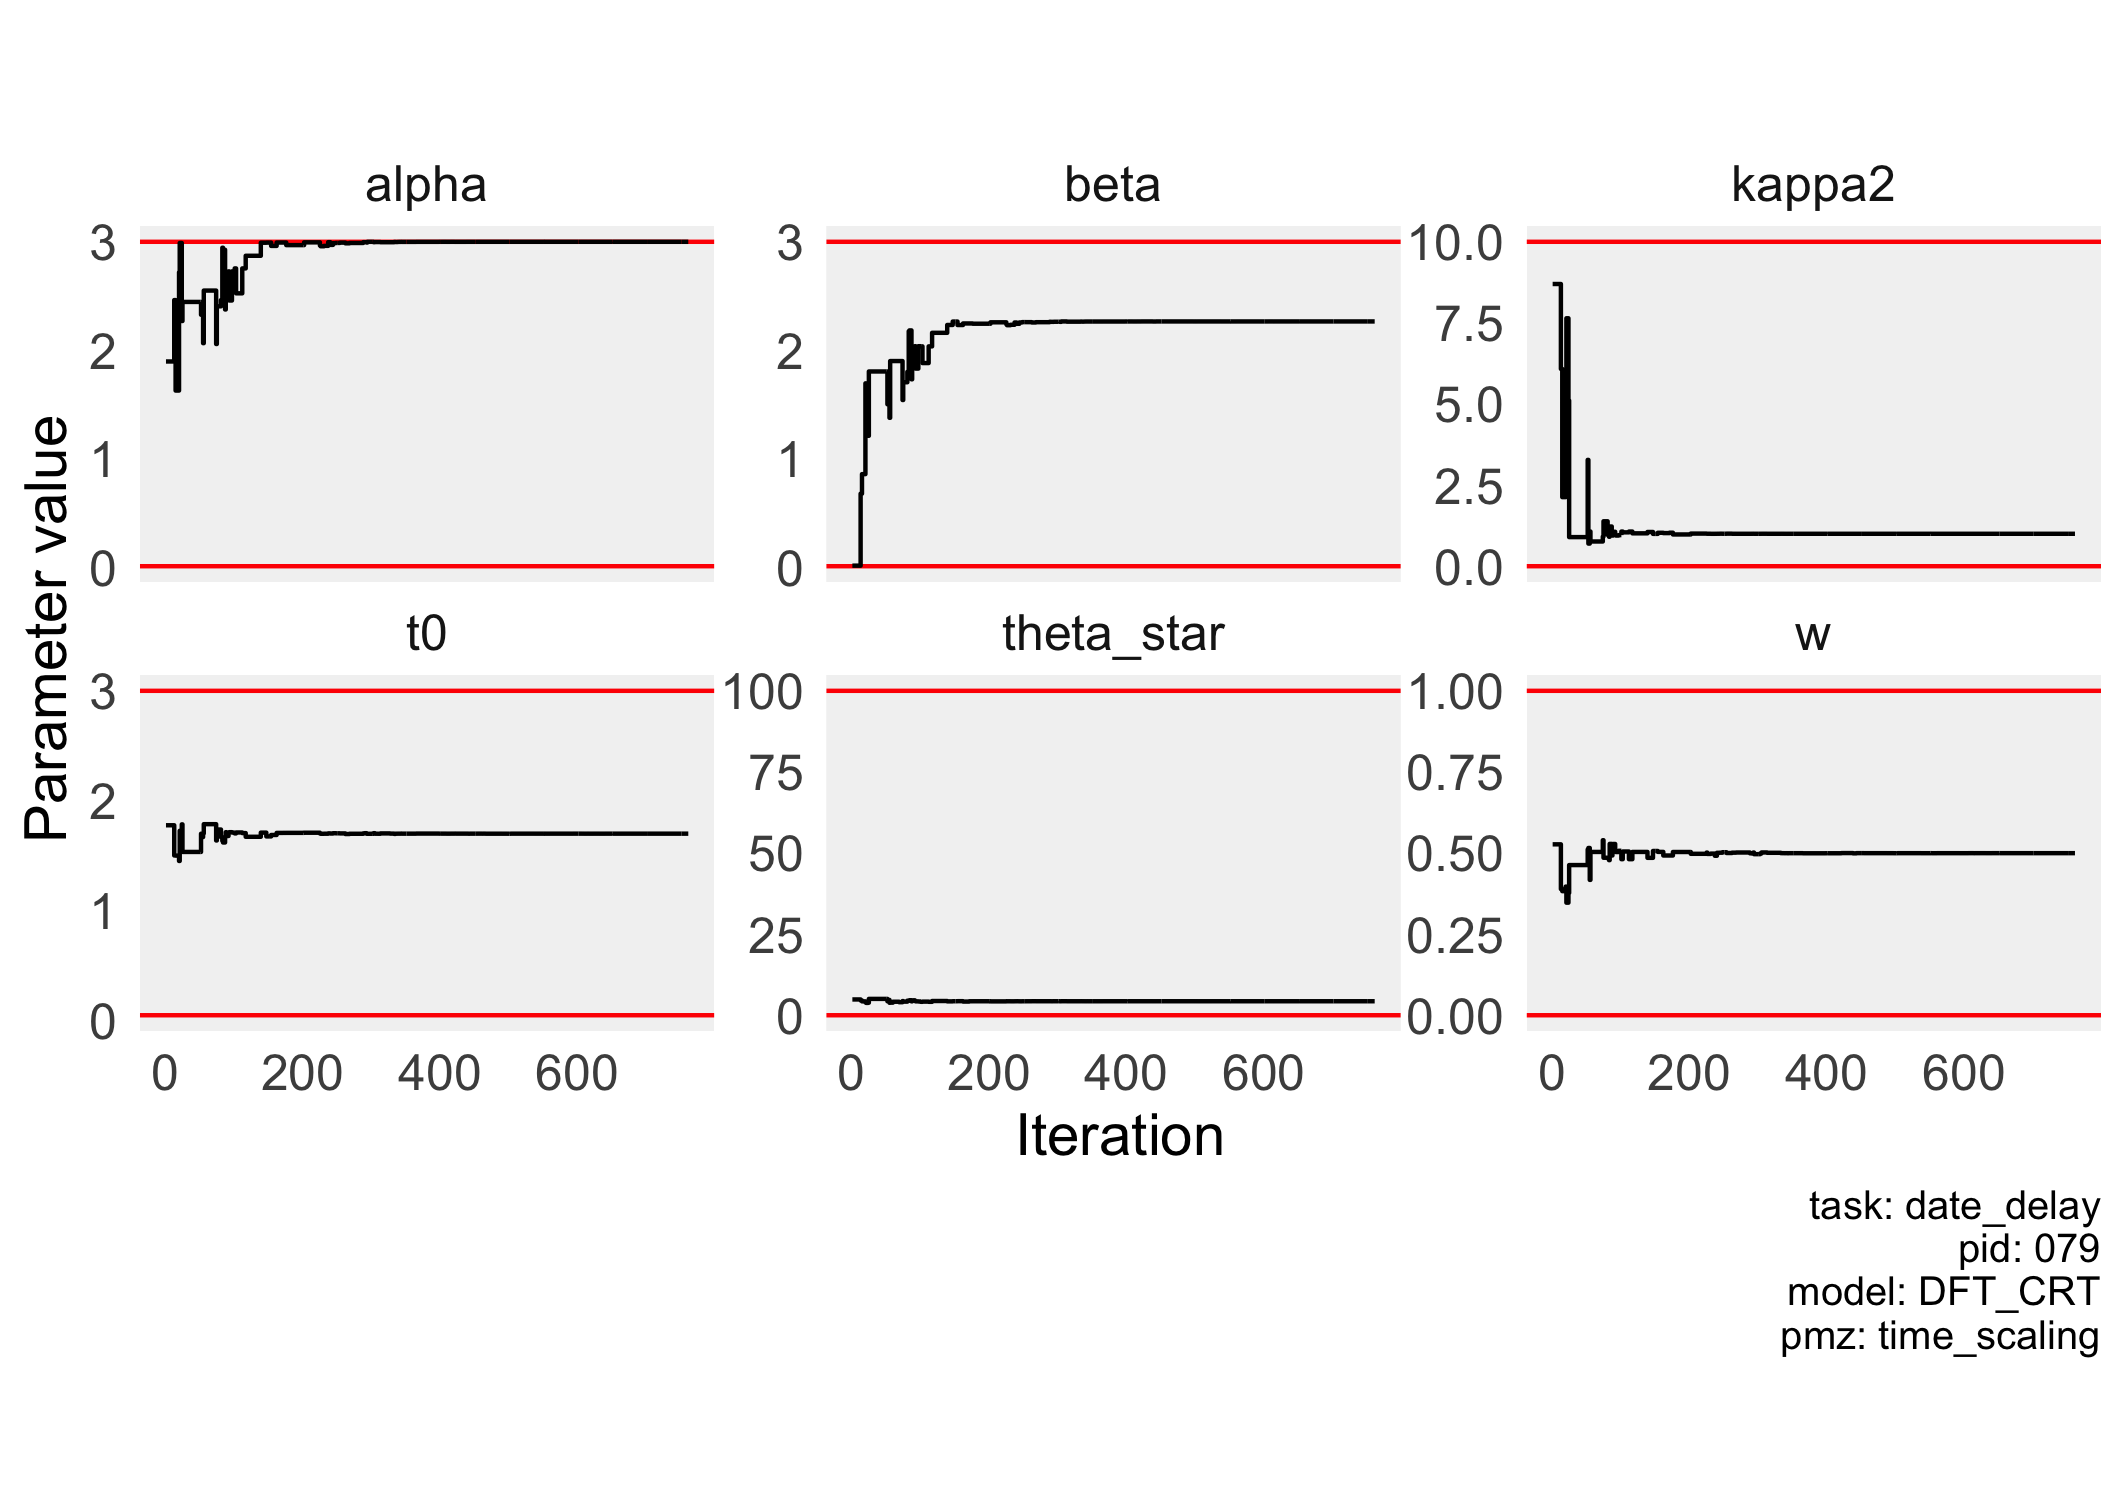 alpha
beta
kappa2
3
2
1
0
3
2
1
0
10.0
7.5
5.0
2.5
0.0
Parameter value
t0
theta_star
w
3
2
1
0
100
75
50
25
0
1.00
0.75
0.50
0.25
0.00
0 200 400 600
0 200 400 600
0 200 400 600
Iteration
task: date_delay
pid: 079
model: DFT_CRT
pmz: time_scaling